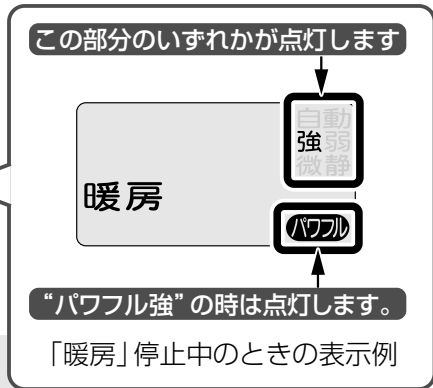 この部分のいずれかが点灯します
自動
強弱
微静
暖房
パワフル
“パワフル強”の時は点灯します。
「暖房」停止中のときの表示例